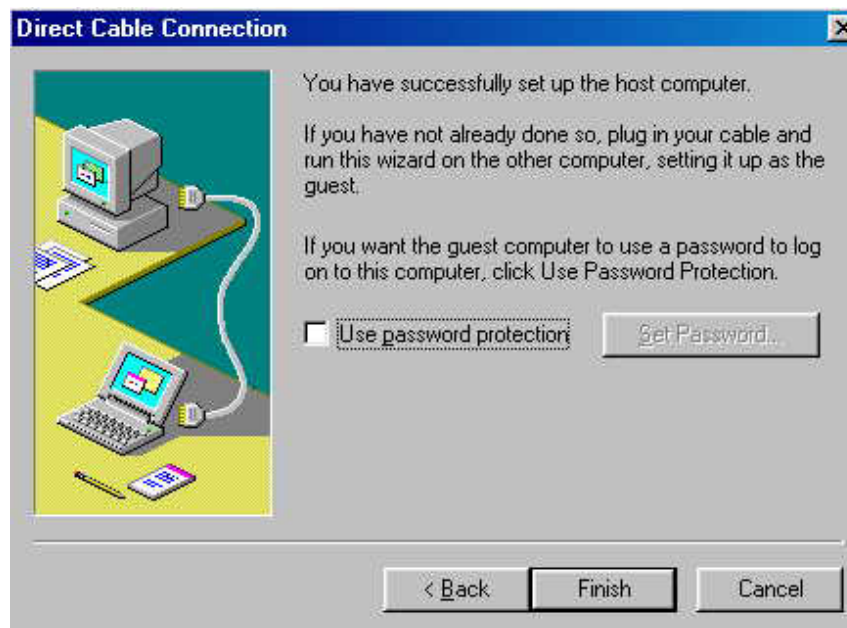 Direct Cable Connection
You have successfully set up the host computer.
If you have not already done so, plug in your cable and
run this wizard on the other computer, setting it up as the
guest.
If you want the guest computer to use a password to log
on to this computer, click Use Password Protection.
Use password protection
Set Password...
< Back
Finish
Cancel